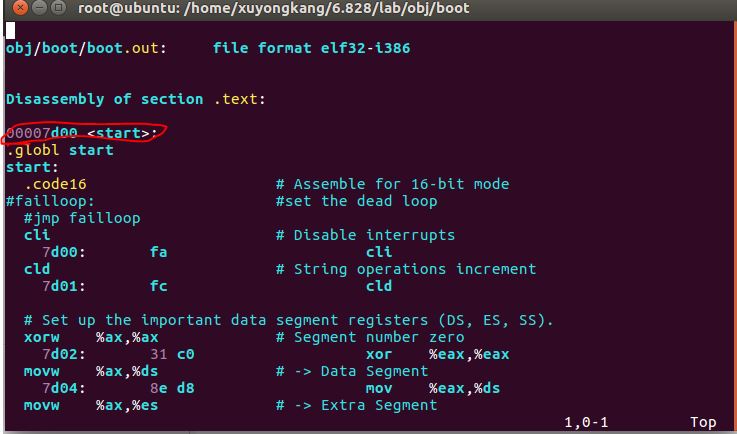 root@ubuntu: /home/xuyongkang/6.828/lab/obj/boot
obj/boot/boot.out:     file format elf32-i386
Disassembly of section .text:
00007d00 <start>:
.globl start
start:
  .code16                     # Assemble for 16-bit mode
#failloop:                    #set the dead loop
  #jmp failloop
  cli                         # Disable interrupts
    7d00:       fa                      cli
  cld                         # String operations increment
    7d01:       fc                      cld
  # Set up the important data segment registers (DS, ES, SS).
  xorw    %ax,%ax             # Segment number zero
    7d02:       31 c0                   xor    %eax,%eax
  movw    %ax,%ds             # -> Data Segment
    7d04:       8e d8                   mov    %eax,%ds
  movw    %ax,%es             # -> Extra Segment
1,0-1         Top